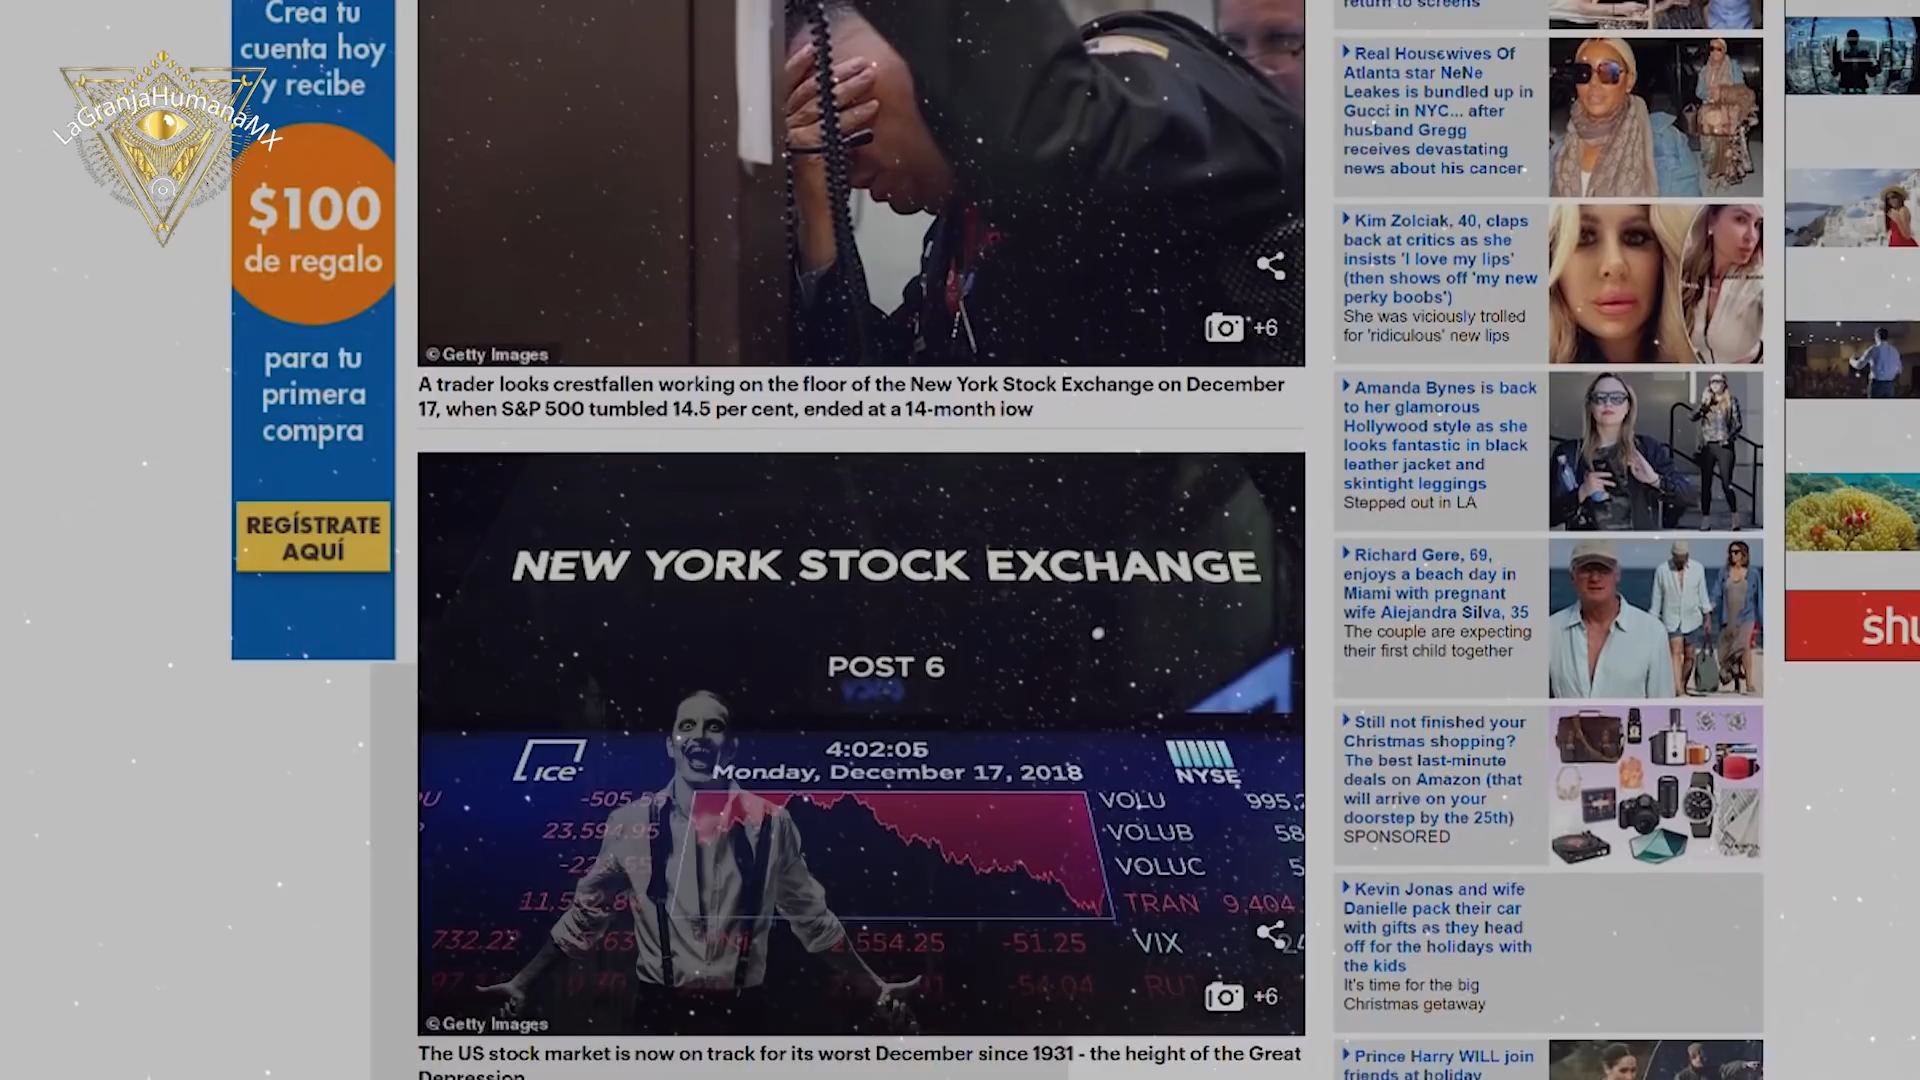 LaGranjaHumanaMX
Crea tu
cuenta hoy
y recibe
$100
de regalo
para tu
primera
compra
REGÍSTRATE
AQUÍ
+6
© Getty Images
A trader looks crestfallen working on the floor of the New York Stock Exchange on December
17, when S&P 500 tumbled 14.5 per cent, ended at a 14-month low
NEW YORK STOCK EXCHANGE
POST 6
ice
4:02:05
Monday, December 17, 2018
NYSE
VOLU
VOLUB
VOLUC
TRAN 9,404
732.22
2,554.25
-51.25
VIX
-54.04
+6
© Getty Images
The US stock market is now on track for its worst December since 1931 - the height of the Great
Depression
return to screens
Real Housewives Of
Atlanta star NeNe
Leakes is bundled up in
Gucci in NYC... after
husband Gregg
receives devastating
news about his cancer
Kim Zolciak, 40, claps
back at critics as she
insists 'I love my lips'
(then shows off 'my new
perky boobs')
She was viciously trolled
for 'ridiculous' new lips
Amanda Bynes is back
to her glamorous
Hollywood style as she
looks fantastic in black
leather jacket and
skintight leggings
Stepped out in LA
Richard Gere, 69,
enjoys a beach day in
Miami with pregnant
wife Alejandra Silva, 35
The couple are expecting
their first child together
Still not finished your
Christmas shopping?
The best last-minute
deals on Amazon (that
will arrive on your
doorstep by the 25th)
SPONSORED
Kevin Jonas and wife
Danielle pack their car
with gifts as they head
off for the holidays with
the kids
It's time for the big
Christmas getaway
Prince Harry WILL join
friends at holiday
shu